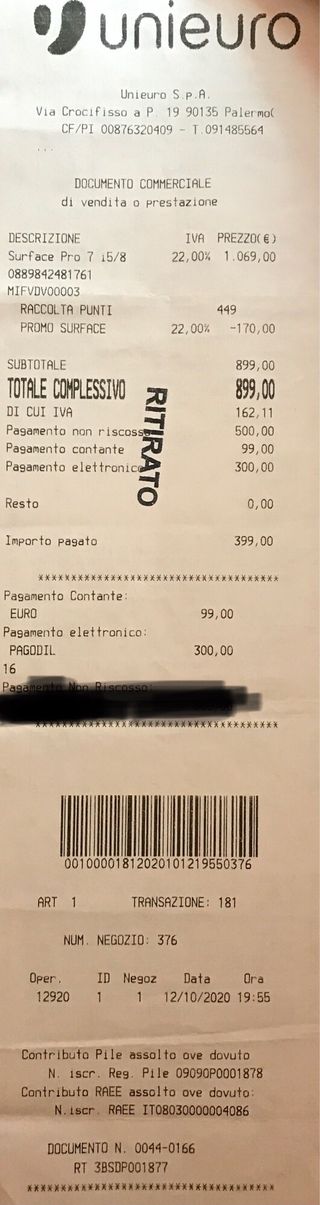 unieuro
Unieuro S.p.A.
Via Crocifisso a P. 19 90135 Palermo(
CF/PI 00876320409 - T.091485564
...
DOCUMENTO COMMERCIALE
di vendita o prestazione
DESCRIZIONE IVA PREZZO(€)
Surface Pro 7 i5/8 22,00% 1.069,00
0889842481761
MIFVDV00003
RACCOLTA PUNTI 449
PROMO SURFACE 22,00% -170,00
SUBTOTALE 899,00
TOTALE COMPLESSIVO 899,00
DI CUI IVA 162,11
Pagamento non riscosso 500,00
Pagamento contante 99,00
Pagamento elettronico 300,00
RITIRATO
Resto 0,00
Importo pagato 399,00
****************************************
Pagamento Contante:
EURO 99,00
Pagamento elettronico:
PAGODIL 300,00
16
Pagamento Non Riscosso:
****************************************
00100001812020101219550376
ART 1 TRANSAZIONE: 181
NUM. NEGOZIO: 376
Oper. ID Negoz Data Ora
12920 1 1 12/10/2020 19:55
Contributo Pile assolto ove dovuto
N. iscr. Reg. Pile 09090P0001878
Contributo RAEE assolto ove dovuto:
N.iscr. RAEE IT08030000004086
DOCUMENTO N. 0044-0166
RT 3BSDP001877
****************************************